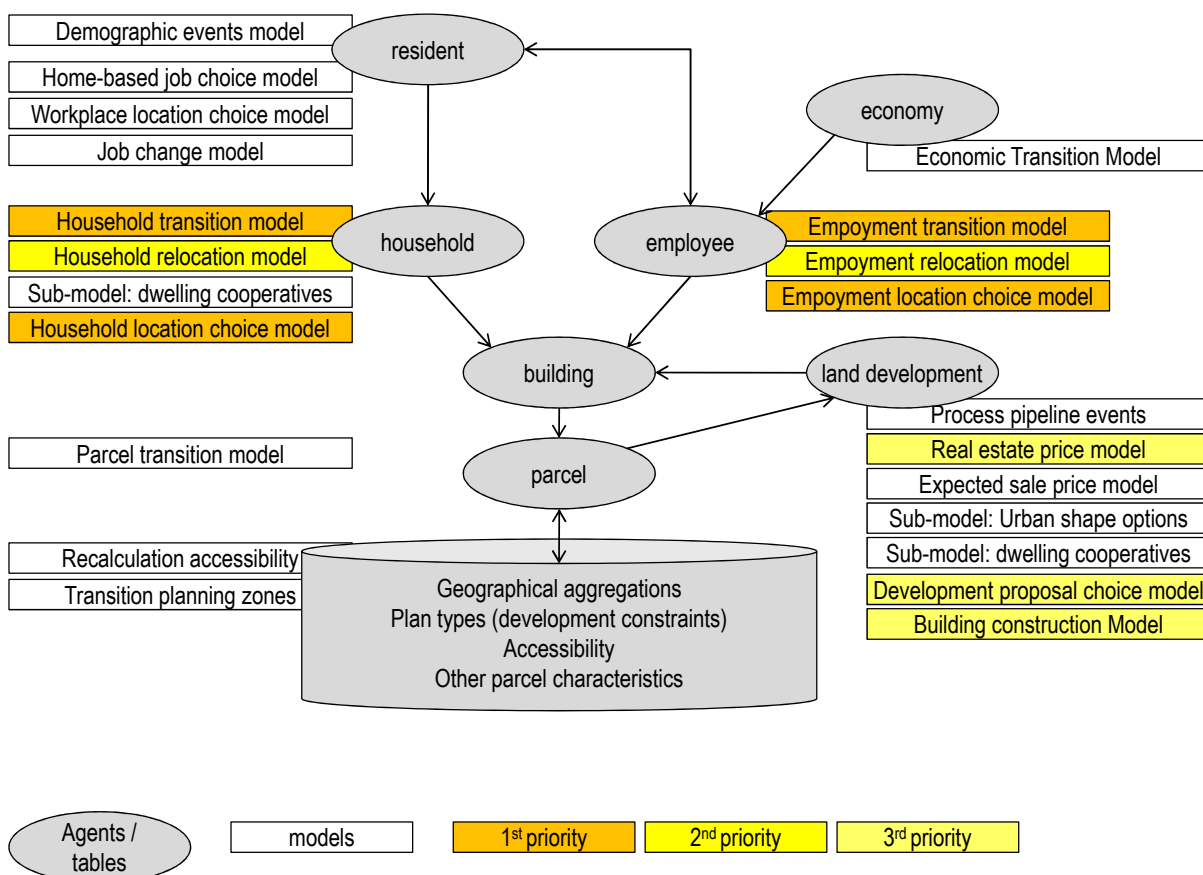 Demographic events model
resident
Home-based job choice model
Workplace location choice model
Job change model
economy
Economic Transition Model
Household transition model
Household relocation model
Sub-model: dwelling cooperatives
Household location choice model
household
employee
Empoyment transition model
Empoyment relocation model
Empoyment location choice model
building
land development
Process pipeline events
Real estate price model
Expected sale price model
Sub-model: Urban shape options
Sub-model: dwelling cooperatives
Development proposal choice model
Building construction Model
Parcel transition model
parcel
Recalculation accessibility
Transition planning zones
Geographical aggregations
Plan types (development constraints)
Accessibility
Other parcel characteristics
Agents /
tables
models
1st priority
2nd priority
3rd priority